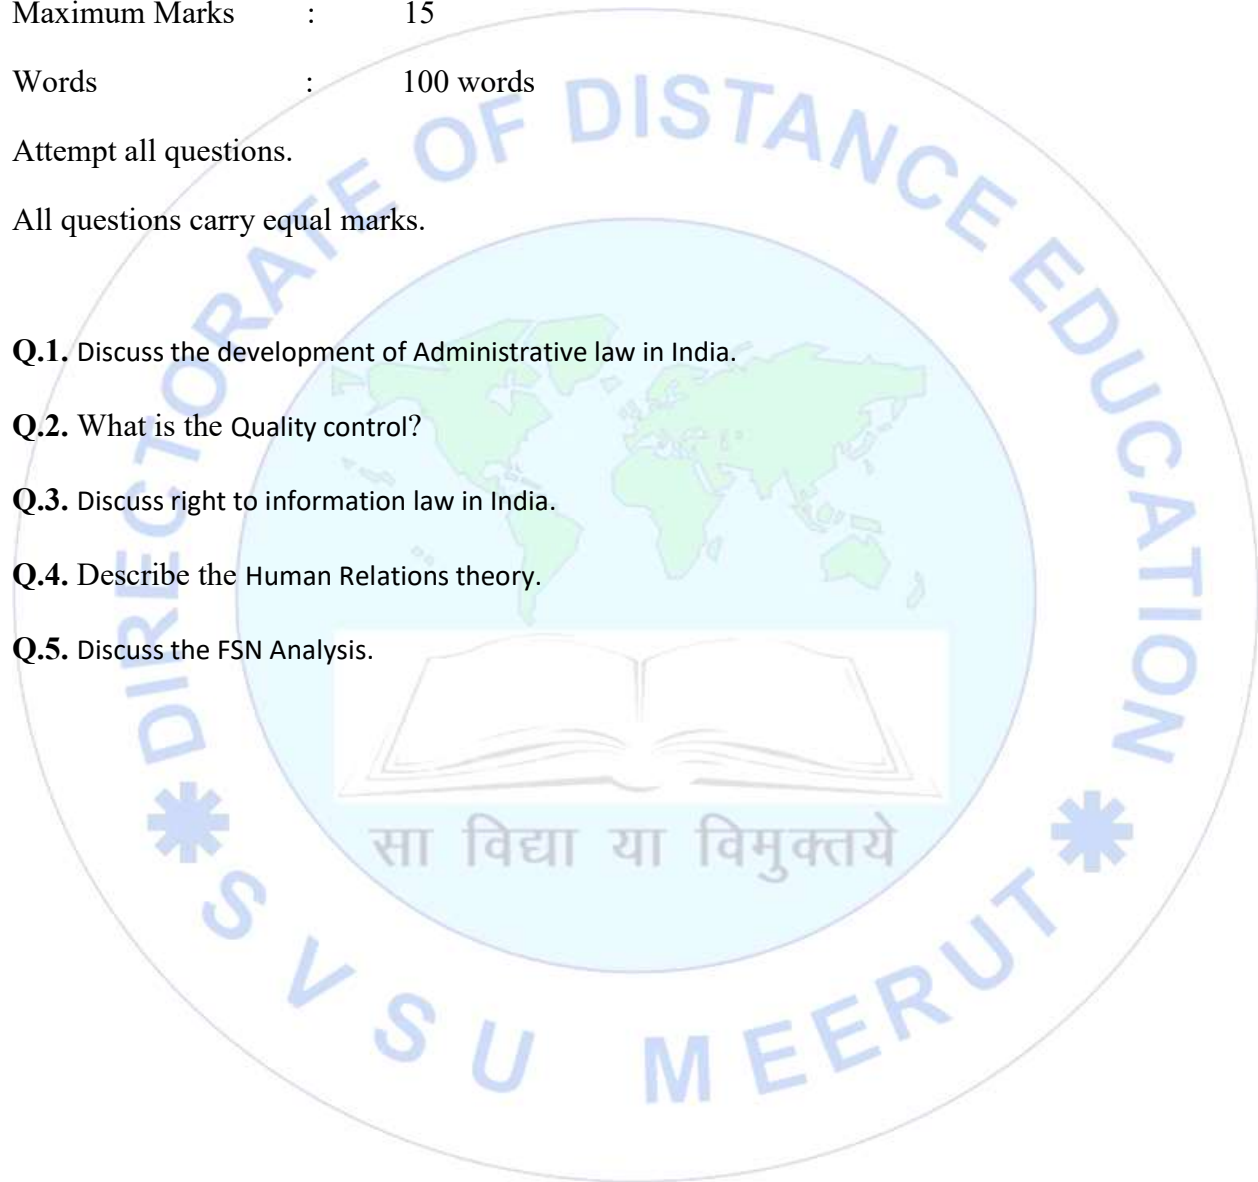 Maximum Marks : 15
Words : 100 words
Attempt all questions.
All questions carry equal marks.
Q.1. Discuss the development of Administrative law in India.
Q.2. What is the Quality control?
Q.3. Discuss right to information law in India.
Q.4. Describe the Human Relations theory.
Q.5. Discuss the FSN Analysis.
DIRECTORATE OF DISTANCE EDUCATION
सा विद्या या विमुक्तये
SVSU MEERUT